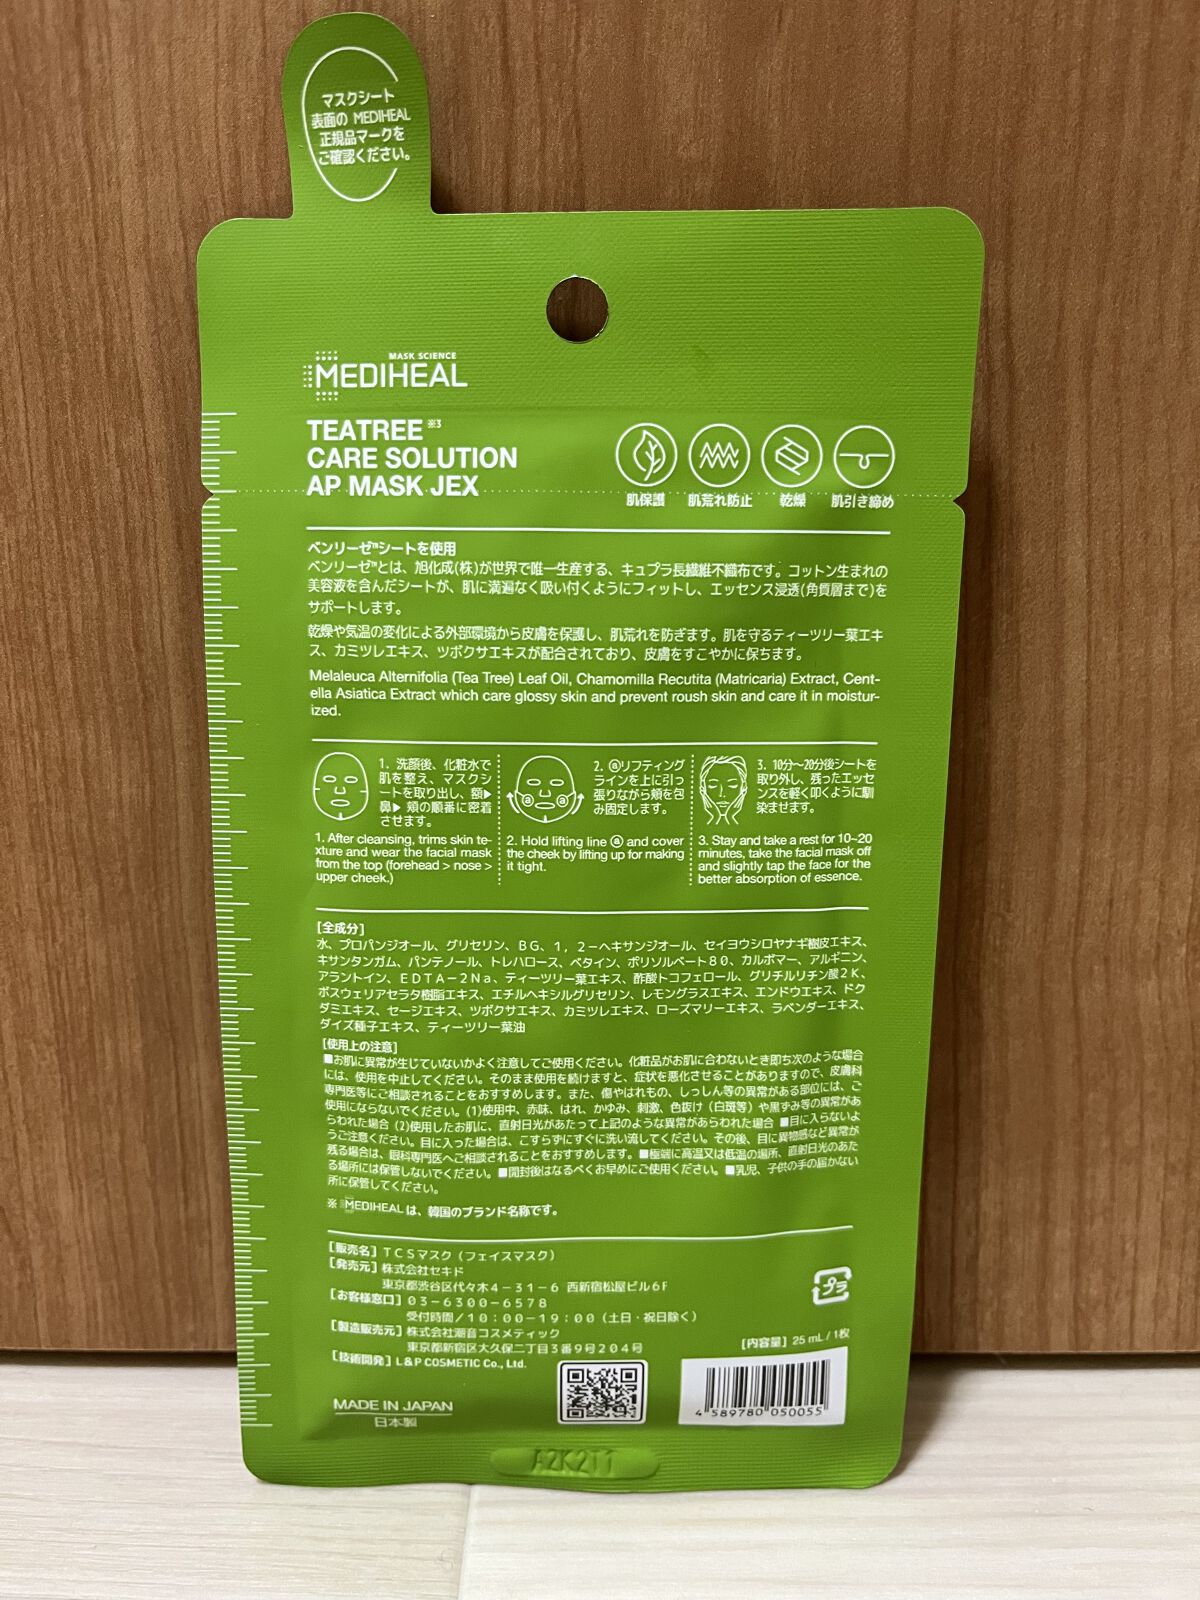 マスクシート
表面の MEDIHEAL
正規品マークを
ご確認ください。
MASK SCIENCE
MEDIHEAL
TEATREE ※3
CARE SOLUTION
AP MASK JEX
肌保護 肌荒れ防止 乾燥 肌引き締め
ベンリーゼ™シートを使用
ベンリーゼ™とは、旭化成(株)が世界で唯一生産する、キュプラ長繊維不織布です。コットン生まれの
美容液を含んだシートが、肌に満遍なく吸い付くようにフィットし、エッセンス浸透(角質層まで)を
サポートします。
乾燥や気温の変化による外部環境から皮膚を保護し、肌荒れを防ぎます。肌を守るティーツリー葉エキ
ス、カミツレエキス、ツボクサエキスが配合されており、皮膚をすこやかに保ちます。
Melaleuca Alternifolia (Tea Tree) Leaf Oil, Chamomilla Recutita (Matricaria) Extract, Cent-
ella Asiatica Extract which care glossy skin and prevent roush skin and care it in moistur-
ized.
1. 洗顔後、化粧水で
肌を整え、マスクシ
ートを取り出し、額▶
鼻▶ 頬の順番に密着
させます。
1. After cleansing, trims skin te-
xture and wear the facial mask
from the top (forehead > nose >
upper cheek.)
2. ⓐリフティング
ラインを上に引っ
張りながら頬を包
み固定します。
2. Hold lifting line ⓐ and cover
the cheek by lifting up for making
it tight.
3. 10分〜20分後シートを
取り外し、残ったエッセ
ンスを軽く叩くように馴
染ませます。
3. Stay and take a rest for 10~20
minutes, take the facial mask off
and slightly tap the face for the
better absorption of essence.
[全成分]
水、プロパンジオール、グリセリン、BG、1，2－ヘキサンジオール、セイヨウシロヤナギ樹皮エキス、
キサンタンガム、パンテノール、トレハロース、ベタイン、ポリソルベート80、カルボマー、アルギニン、
アラントイン、EDTA－2Na、ティーツリー葉エキス、酢酸トコフェロール、グリチルリチン酸2K、
ボスウェリアセラタ樹脂エキス、エチルヘキシルグリセリン、レモングラスエキス、エンドウエキス、ドク
ダミエキス、セージエキス、ツボクサエキス、カミツレエキス、ローズマリーエキス、ラベンダーエキス、
ダイズ種子エキス、ティーツリー葉油
[使用上の注意]
■お肌に異常が生じていないかよく注意してご使用ください。化粧品がお肌に合わないとき即ち次のような場合
には、使用を中止してください。そのまま使用を続けますと、症状を悪化させることがありますので、皮膚科
専門医等にご相談されることをおすすめします。また、傷やはれもの、しっしん等の異常がある部位には、ご
使用にならないでください。(1)使用中、赤味、はれ、かゆみ、刺激、色抜け（白斑等）や黒ずみ等の異常があ
らわれた場合 (2)使用したお肌に、直射日光があたって上記のような異常があらわれた場合 ■目に入らないよ
うご注意ください。目に入った場合は、こすらずにすぐに洗い流してください。その後、目に異物感など異常が
残る場合は、眼科専門医へご相談されることをおすすめします。■極端に高温又は低温の場所、直射日光のあた
る場所には保管しないでください。■開封後はなるべくお早めにご使用ください。■乳児、子供の手の届かない
所に保管してください。
※ MEDIHEAL は、韓国のブランド名称です。
[販売名] TCSマスク（フェイスマスク）
[発売元] 株式会社セキド
東京都渋谷区代々木4－31－6 西新宿松屋ビル6F
[お客様窓口] 03－6300－6578
受付時間／10：00－19：00（土日・祝日除く）
[製造販売元] 株式会社潮音コスメティック
東京都新宿区大久保二丁目3番9号204号
[技術開発] L&P COSMETIC Co., Ltd.
プラ
[内容量] 25 mL / 1枚
MADE IN JAPAN
日本製
4 589780 050055
A2K2T1